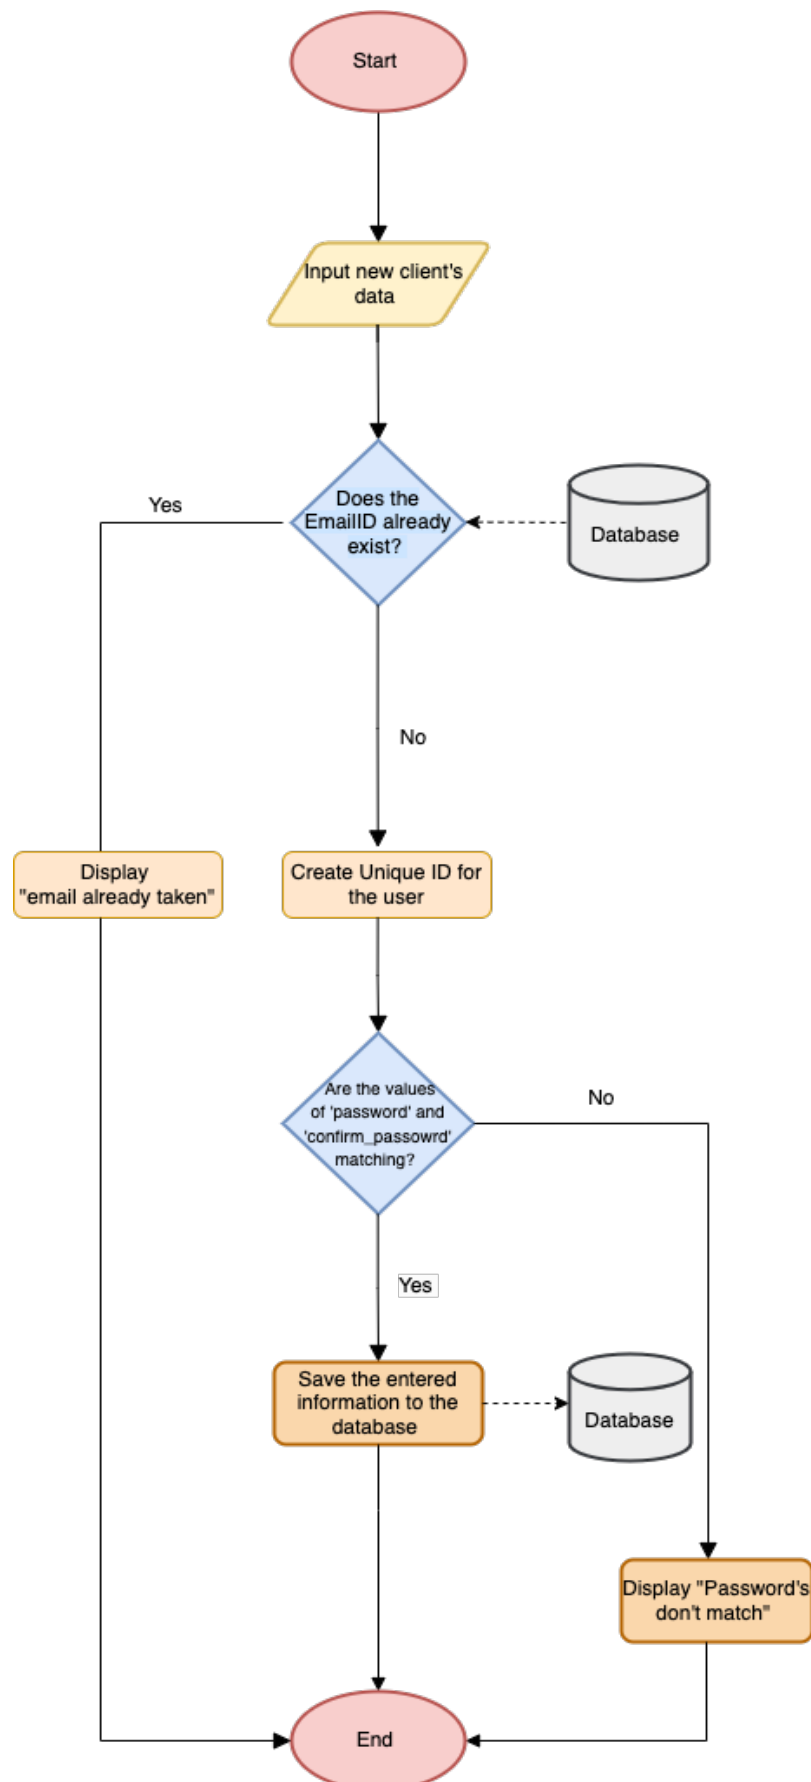 Start
Input new client's
data
Does the
EmailID already
exist?
Yes
Database
No
Display
"email already taken"
Create Unique ID for
the user
Are the values
of 'password' and
'confirm_passowrd'
matching?
No
Yes
Save the entered
information to the
database
Database
Display "Password's
don't match"
End